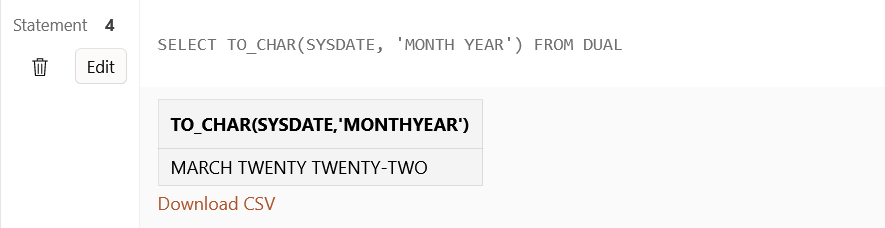 Statement 4
Edit
SELECT TO_CHAR(SYSDATE, 'MONTH YEAR') FROM DUAL
TO_CHAR(SYSDATE,'MONTHYEAR')
MARCH TWENTY TWENTY-TWO
Download CSV